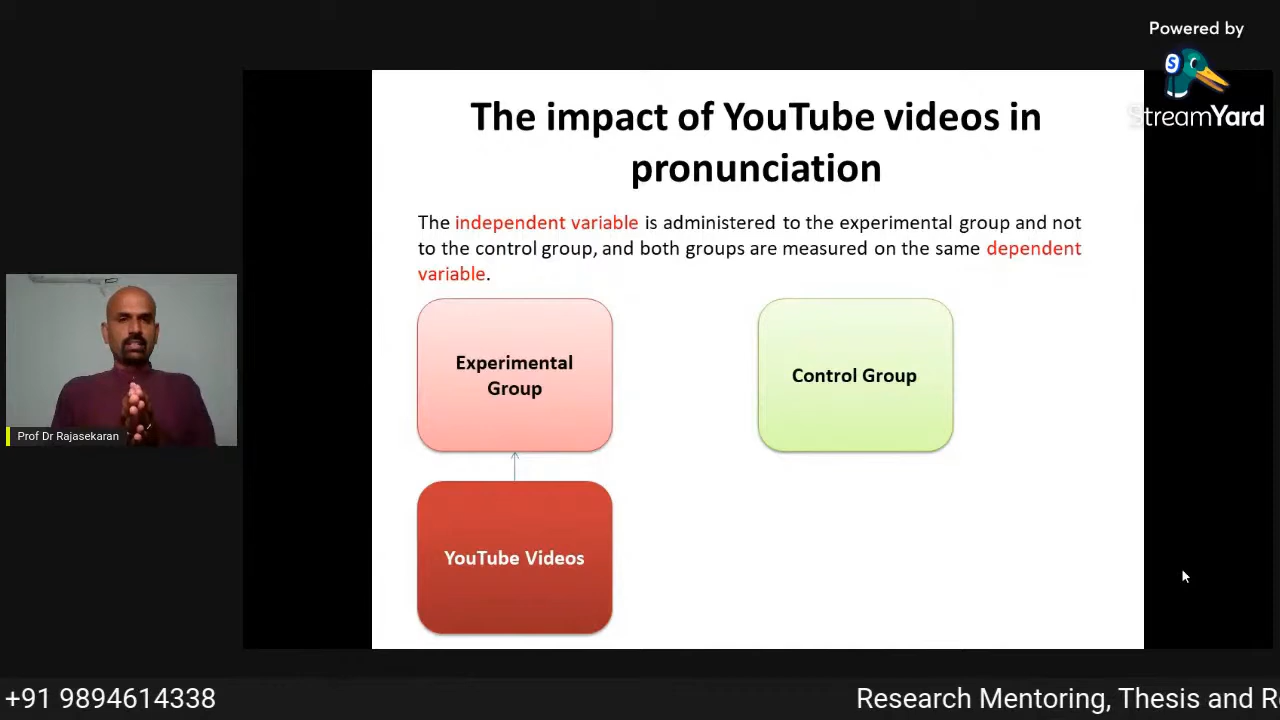 Powered by
StreamYard
The impact of YouTube videos in
pronunciation
The independent variable is administered to the experimental group and not
to the control group, and both groups are measured on the same dependent
variable.
Experimental
Group
Control Group
YouTube Videos
Prof Dr Rajasekaran
+91 9894614338
Research Mentoring, Thesis and R